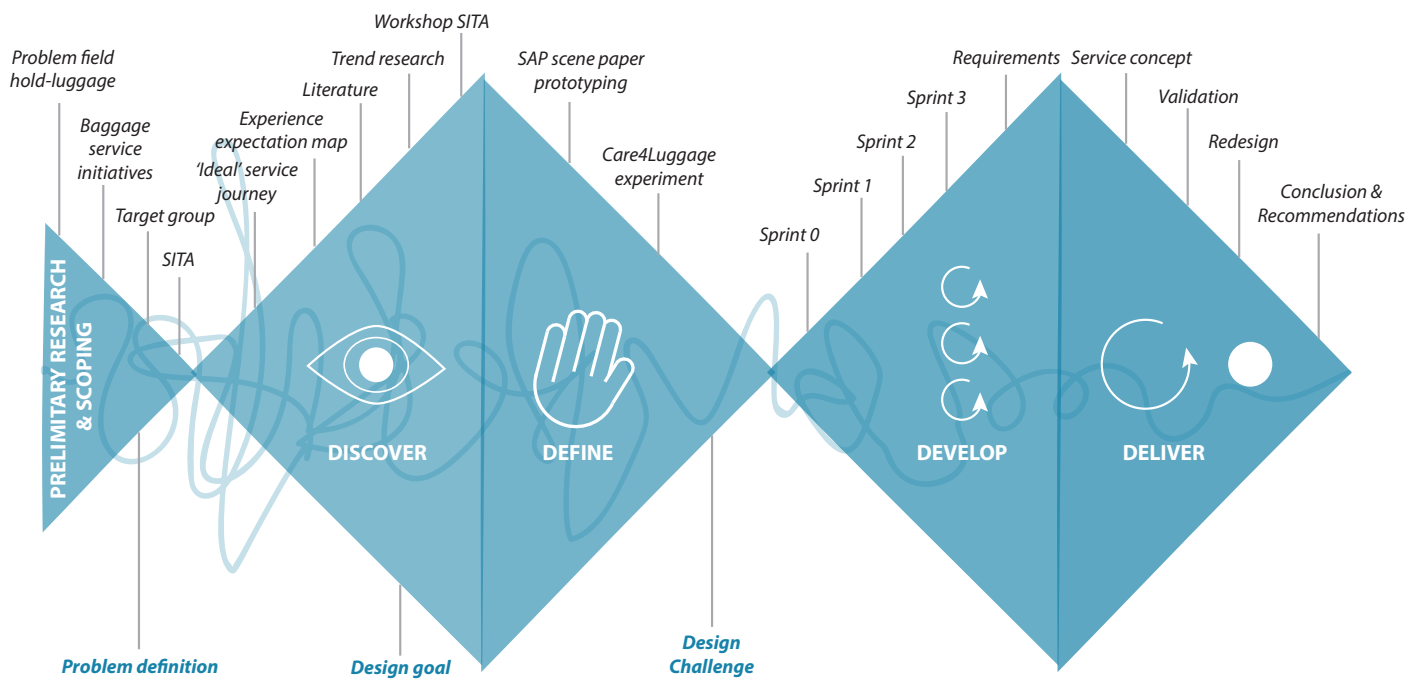 Problem field
hold-luggage
Baggage
service
initiatives
Target group
SITA
'Ideal' service
journey
Experience
expectation map
Literature
Trend research
Workshop SITA
SAP scene paper
prototyping
Care4Luggage
experiment
Sprint 0
Sprint 1
Sprint 2
Sprint 3
Requirements
Service concept
Validation
Redesign
Conclusion &
Recommendations
PRELIMITARY RESEARCH
& SCOPING
DISCOVER
DEFINE
DEVELOP
DELIVER
Problem definition
Design goal
Design
Challenge